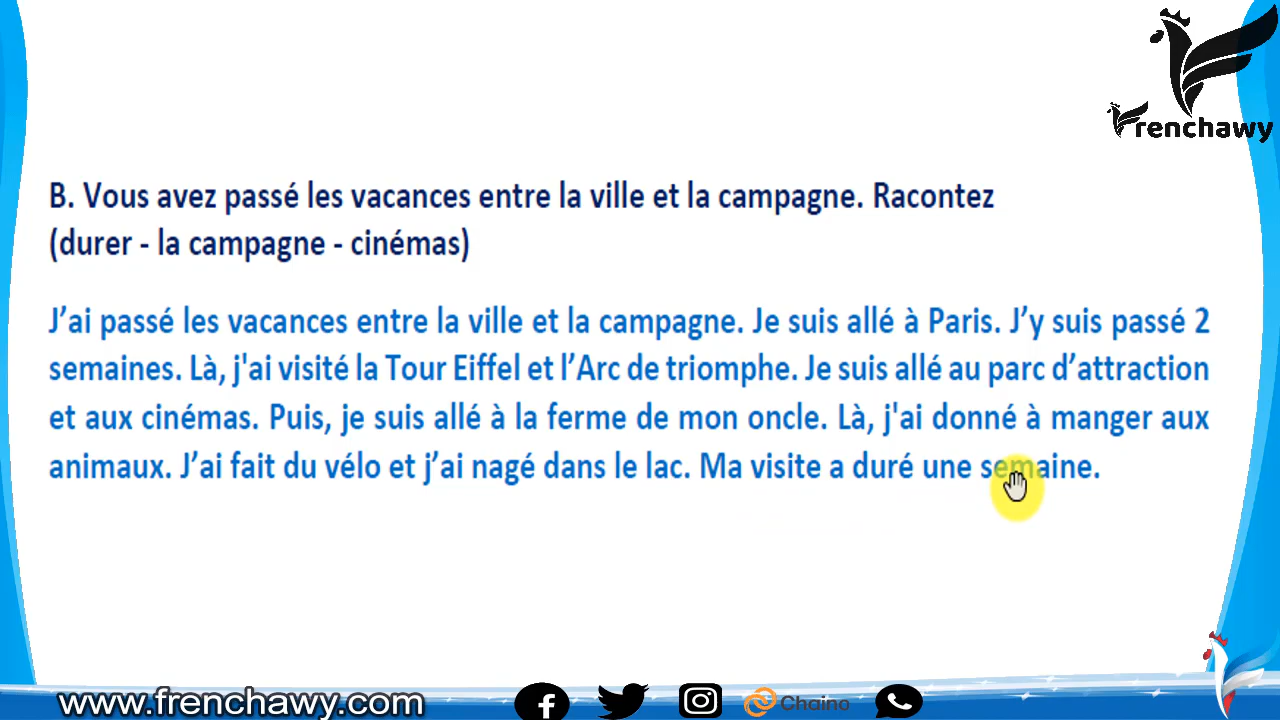 renchawy
B. Vous avez passé les vacances entre la ville et la campagne. Racontez
(durer - la campagne - cinémas)
J’ai passé les vacances entre la ville et la campagne. Je suis allé à Paris. J’y suis passé 2
semaines. Là, j'ai visité la Tour Eiffel et l’Arc de triomphe. Je suis allé au parc d’attraction
et aux cinémas. Puis, je suis allé à la ferme de mon oncle. Là, j'ai donné à manger aux
animaux. J’ai fait du vélo et j’ai nagé dans le lac. Ma visite a duré une semaine.
www.frenchawy.com
Chaino